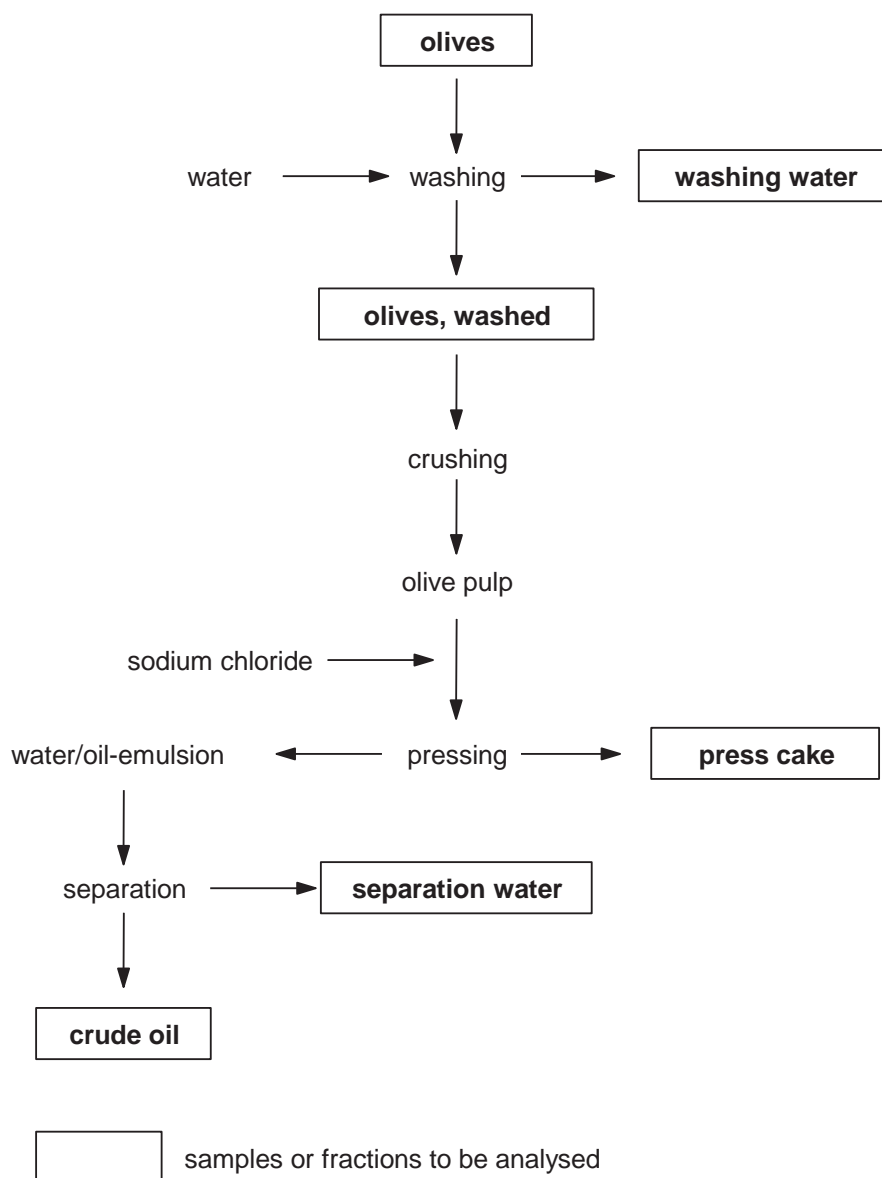 olives
water
washing
washing water
olives, washed
crushing
olive pulp
sodium chloride
water/oil-emulsion
pressing
press cake
separation
separation water
crude oil
samples or fractions to be analysed